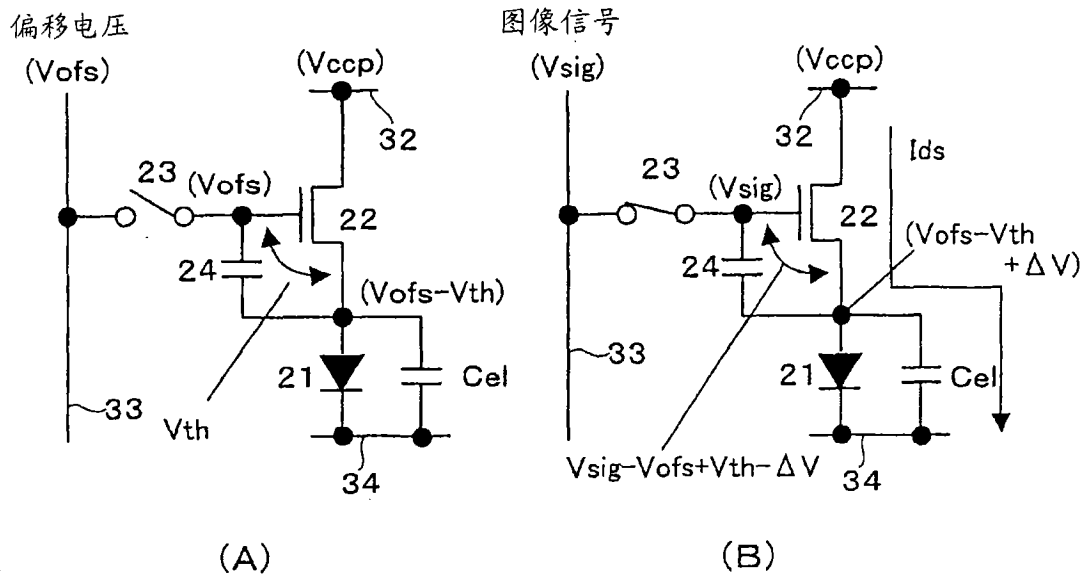 偏移电压
(Vofs)
(Vccp)
32
23
(Vofs)
22
24
(Vofs-Vth)
21
Cel
33
Vth
34
(A)
图像信号
(Vsig)
(Vccp)
32
Ids
23
(Vsig)
22
(Vofs-Vth
+ΔV)
24
33
21
Cel
Vsig-Vofs+Vth-ΔV
34
(B)